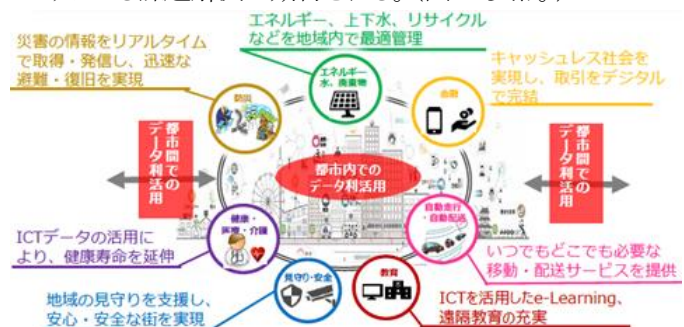 エネルギー、上下水、リサイクル
などを地域内で最適管理
災害の情報をリアルタイム
で取得・発信し、迅速な
避難・復旧を実現
キャッシュレス社会を
実現し、取引をデジタル
で完結
エネルギー
水、廃棄物
防災
金融
都市間での
データ利活用
都市内での
データ利活用
都市間での
データ利活用
健康・
医療・介護
自動走行
・自動配送
ICTデータの活用に
より、健康寿命を延伸
いつでもどこでも必要な
移動・配送サービスを提供
見守り・安全
教育
地域の見守りを支援し、
安心・安全な街を実現
ICTを活用したe-Learning、
遠隔教育の充実